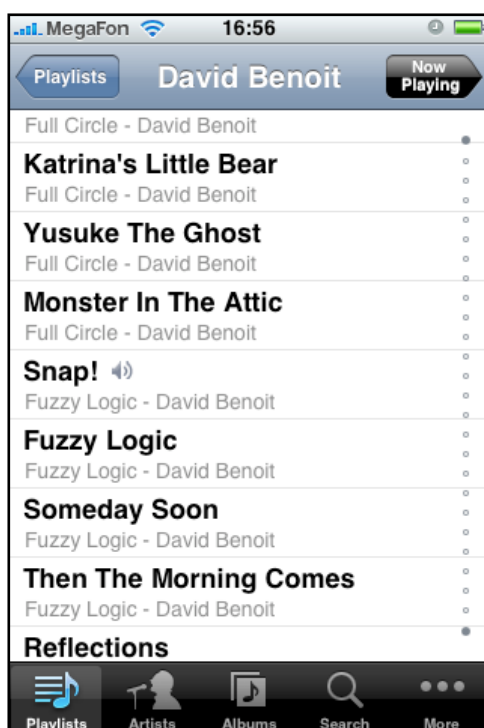 MegaFon 16:56
Playlists David Benoit Now Playing
Full Circle - David Benoit
Katrina's Little Bear
Full Circle - David Benoit
Yusuke The Ghost
Full Circle - David Benoit
Monster In The Attic
Full Circle - David Benoit
Snap!
Fuzzy Logic - David Benoit
Fuzzy Logic
Fuzzy Logic - David Benoit
Someday Soon
Fuzzy Logic - David Benoit
Then The Morning Comes
Fuzzy Logic - David Benoit
Reflections
Playlists Artists Albums Search More